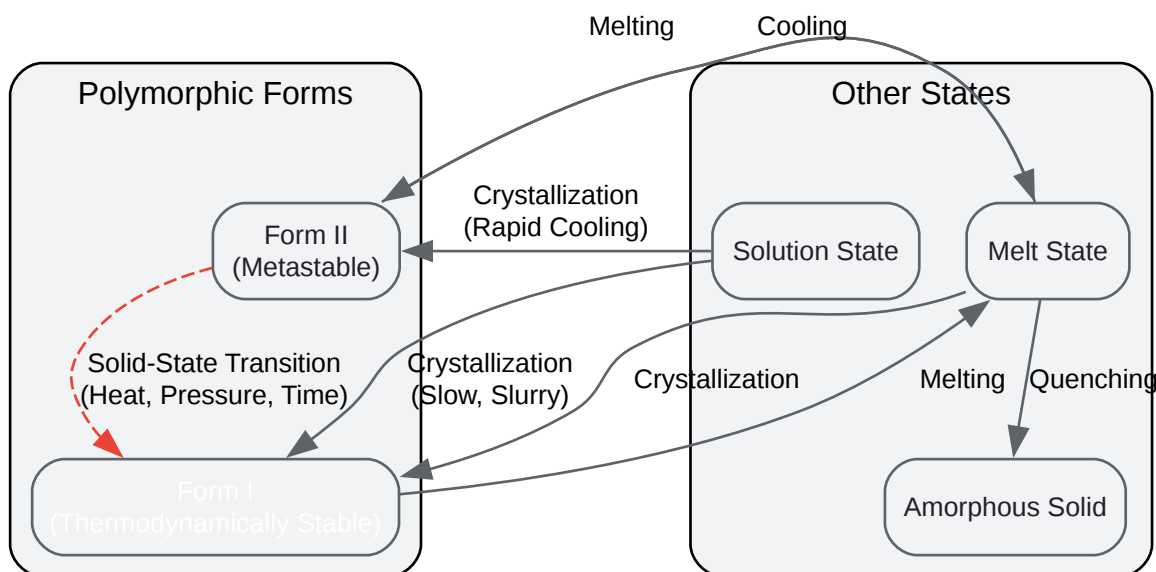 Melting
Cooling
Polymorphic Forms
Other States
Crystallization
(Rapid Cooling)
Form II
(Metastable)
Solution State
Melt State
Solid-State Transition
(Heat, Pressure, Time)
Crystallization
(Slow, Slurry)
Crystallization
Melting
Quenching
Form I
(Thermodynamically Stable)
Amorphous Solid